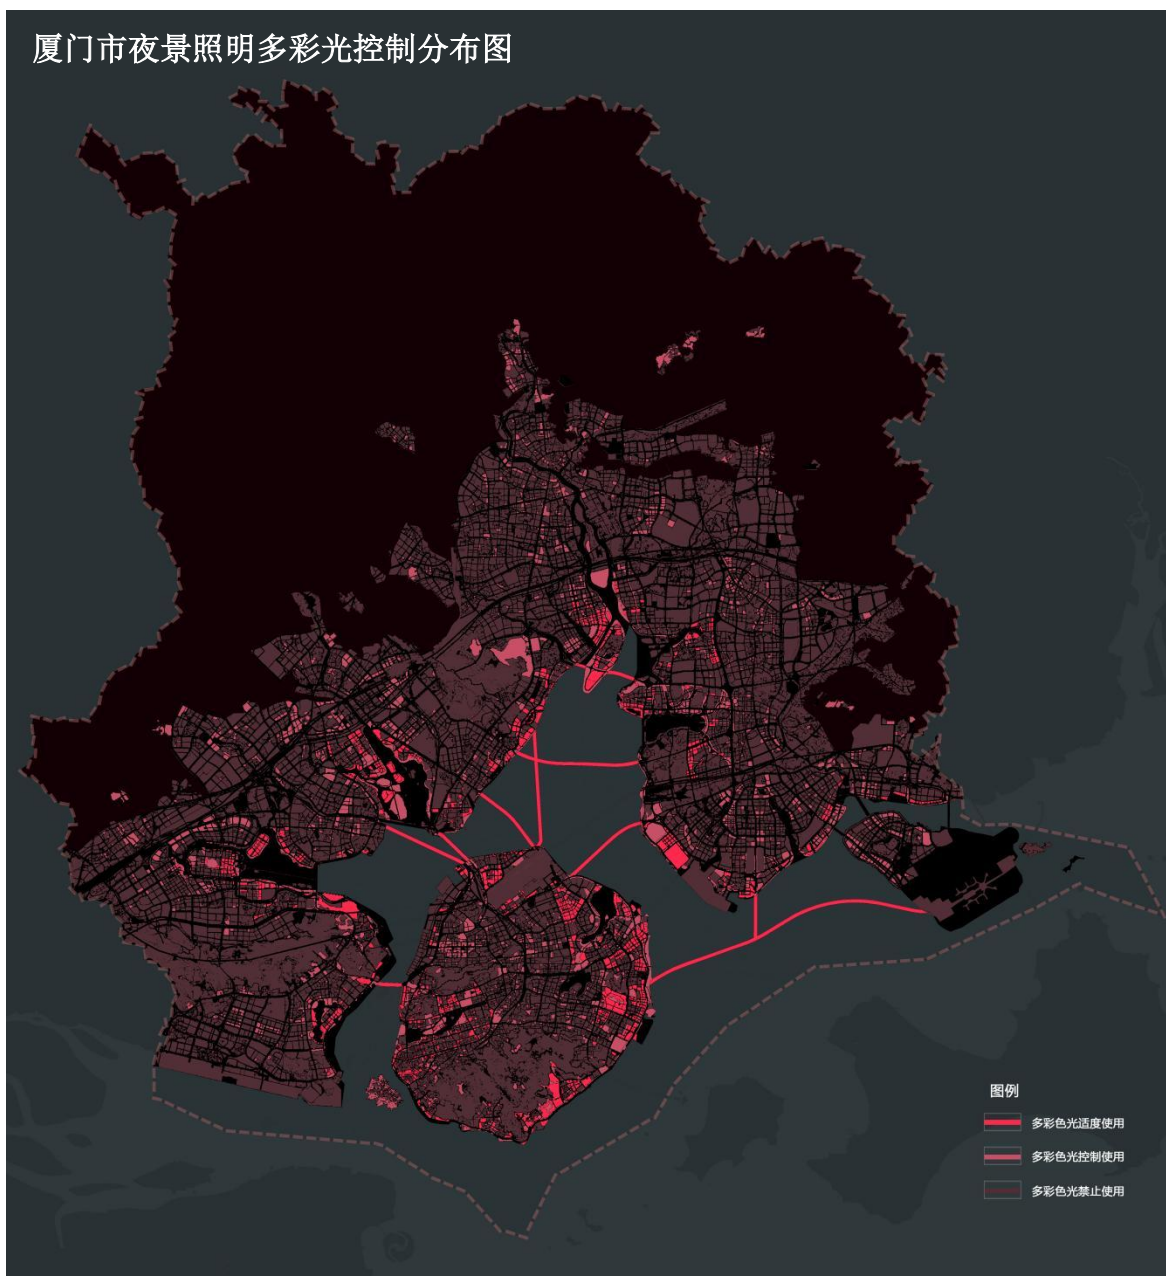 厦门市夜景照明多彩光控制分布图
图例
多彩色光适度使用
多彩色光控制使用
多彩色光禁止使用